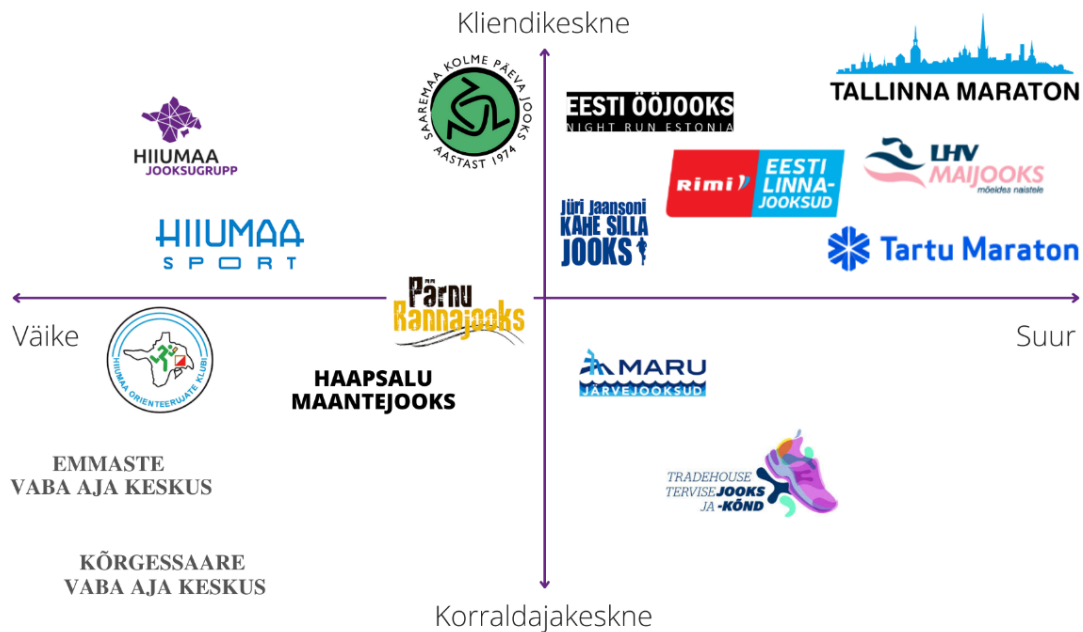 Kliendikeskne
SAAREMAA KOLME PÄEVA JOOKS
AASTAST 1974
EESTI ÖÖJOOKS
NIGHT RUN ESTONIA
TALLINNA MARATON
HIIUMAA
JOOKSUGRUPP
Rimi
EESTI
LINNA-
JOOKSUD
LHV
MAIJOOKS
mõeldes naistele
HIIUMAA
SPORT
Jüri Jaansoni
KAHE SILLA
JOOKS
Tartu Maraton
Pärnu
Rannajooks
Väike
Suur
HIIUMAA ORIENTEERUJATE KLUBI
HAAPSALU
MAANTEJOOKS
MARU
JÄRVEJOOKSUD
EMMASTE
VABA AJA KESKUS
TRADEHOUSE
TERVISEJOOKS
JA -KÕND
KÕRGESSAARE
VABA AJA KESKUS
Korraldajakeskne